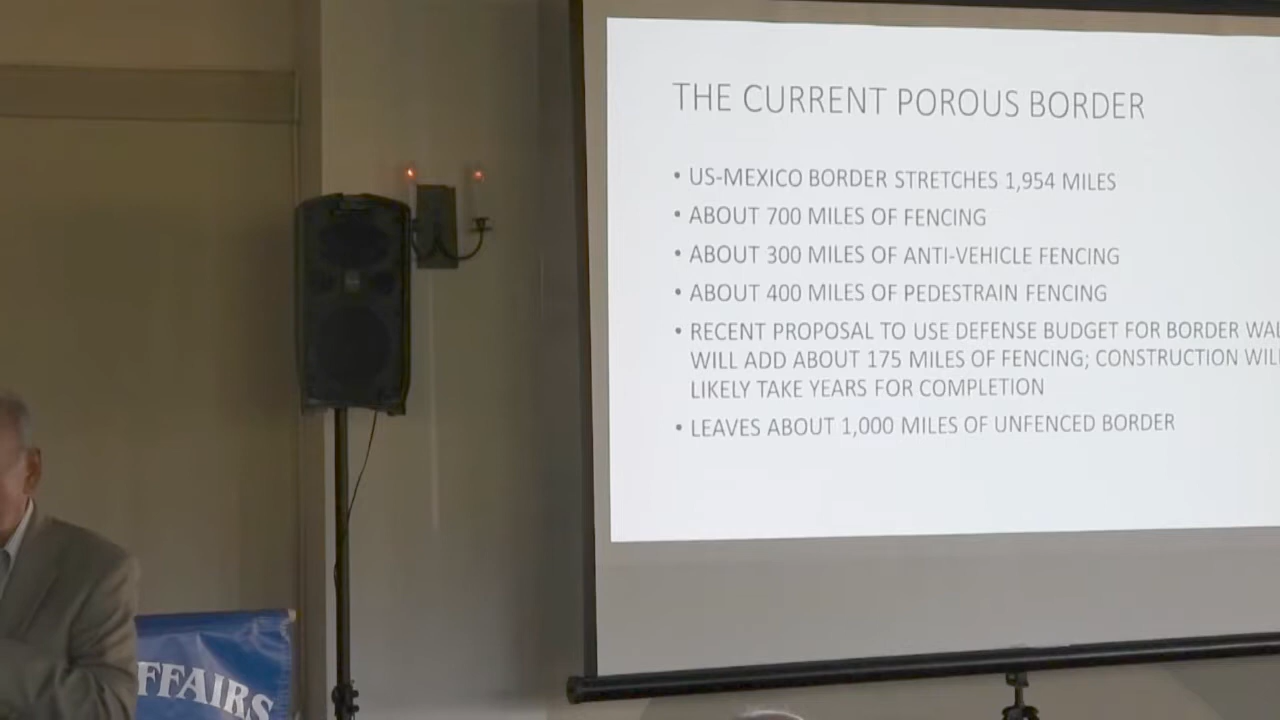 THE CURRENT POROUS BORDER
• US-MEXICO BORDER STRETCHES 1,954 MILES
• ABOUT 700 MILES OF FENCING
• ABOUT 300 MILES OF ANTI-VEHICLE FENCING
• ABOUT 400 MILES OF PEDESTRAIN FENCING
• RECENT PROPOSAL TO USE DEFENSE BUDGET FOR BORDER WAL
WILL ADD ABOUT 175 MILES OF FENCING; CONSTRUCTION WIL
LIKELY TAKE YEARS FOR COMPLETION
• LEAVES ABOUT 1,000 MILES OF UNFENCED BORDER
FFAIRS